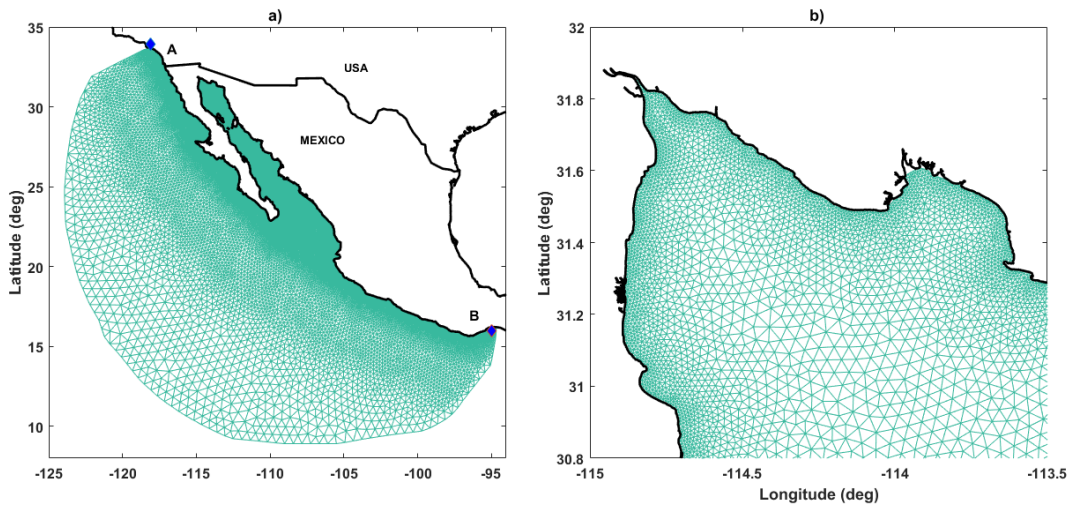 a)
35
30
25
20
15
10
Latitude (deg)
A
USA
MEXICO
B
-125 -120 -115 -110 -105 -100 -95
b)
32
31.8
31.6
31.4
31.2
31
30.8
Latitude (deg)
-115 -114.5 -114 -113.5
Longitude (deg)